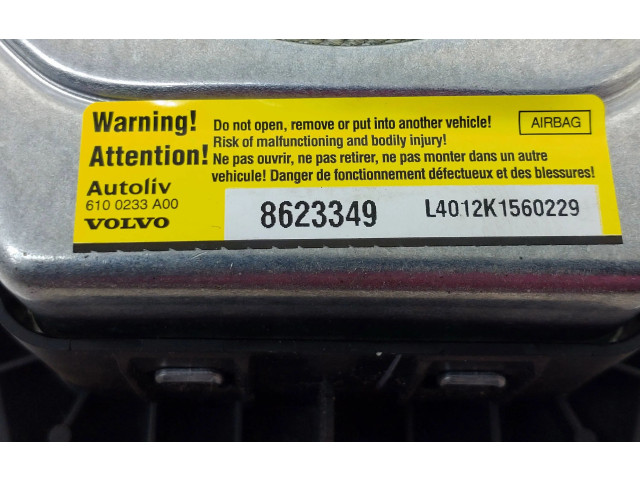 Warning!
Attention!
Do not open, remove or put into another vehicle!
Risk of malfunctioning and bodily injury!
Ne pas ouvrir, ne pas retirer, ne pas monter dans un autre
vehicule! Danger de fonctionnement défectueux et des blessures!
AIRBAG
Autoliv
610 0233 A00
VOLVO
8623349
L4012K1560229